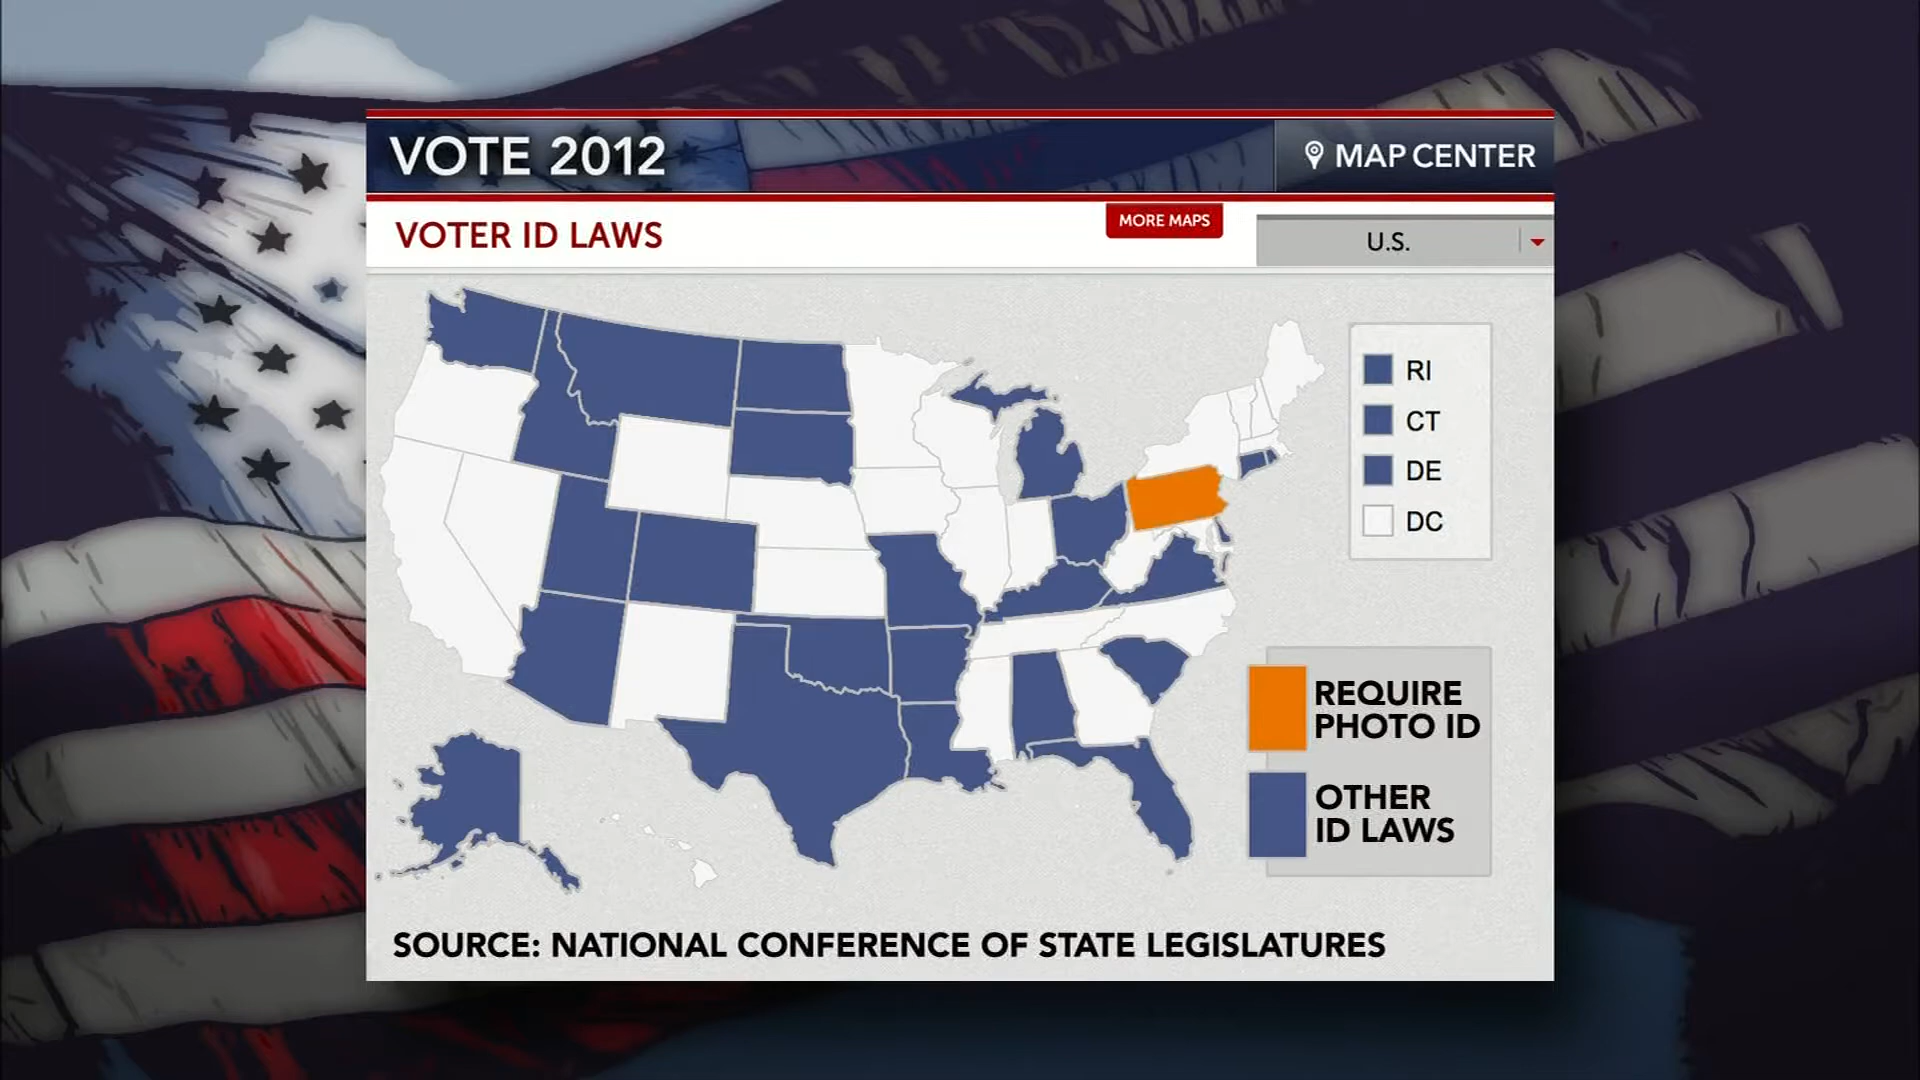 VOTE 2012
MAP CENTER
VOTER ID LAWS
MORE MAPS
U.S.
RI
CT
DE
DC
REQUIRE
PHOTO ID
OTHER
ID LAWS
SOURCE: NATIONAL CONFERENCE OF STATE LEGISLATURES